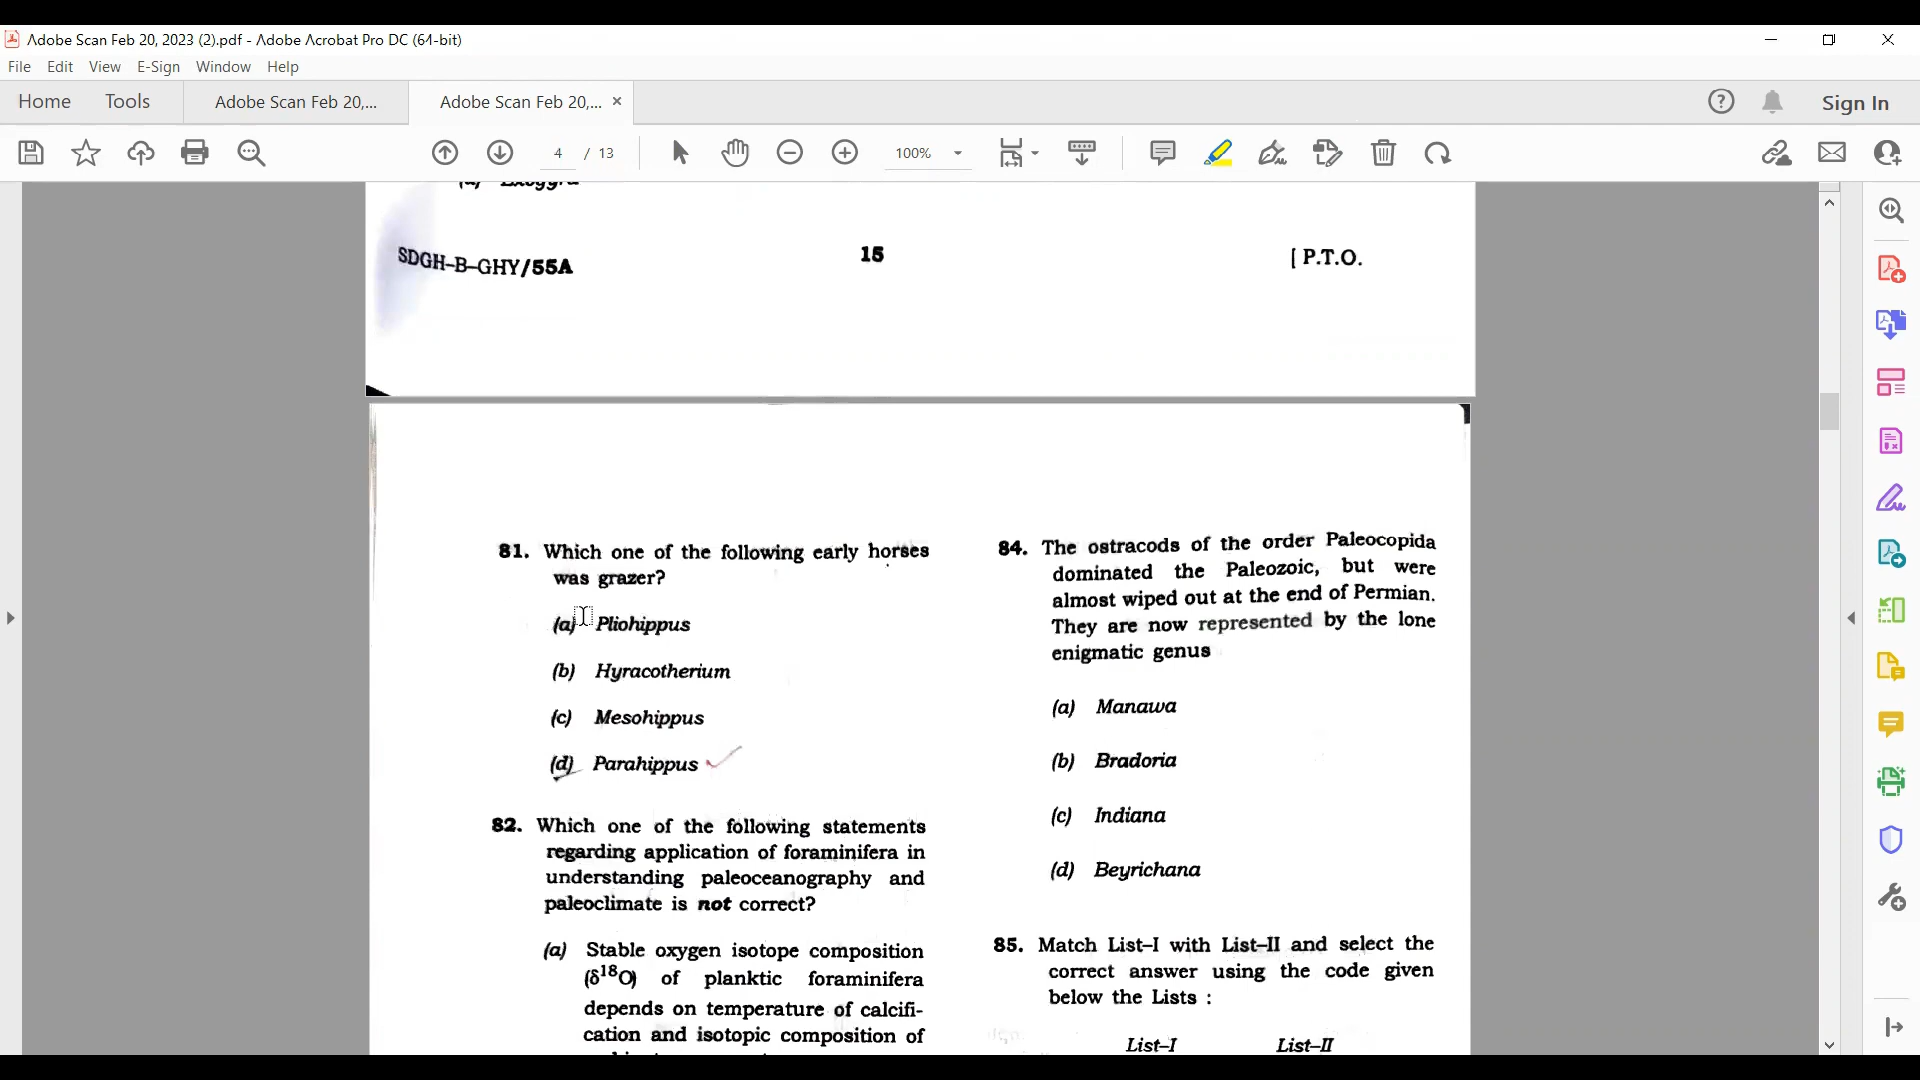 Adobe Scan Feb 20, 2023 (2).pdf - Adobe Acrobat Pro DC (64-bit)
File Edit View E-Sign Window Help
Home Tools Adobe Scan Feb 20,... Adobe Scan Feb 20,... × Sign In
4 / 13 100%
SDGH-B-GHY/55A 15 [ P.T.O.
81. Which one of the following early horses
was grazer?
(a) Pliohippus
(b) Hyracotherium
(c) Mesohippus
(d) Parahippus
82. Which one of the following statements
regarding application of foraminifera in
understanding paleoceanography and
paleoclimate is not correct?
(a) Stable oxygen isotope composition
(δ¹⁸O) of planktic foraminifera
depends on temperature of calcifi-
cation and isotopic composition of
84. The ostracods of the order Paleocopida
dominated the Paleozoic, but were
almost wiped out at the end of Permian.
They are now represented by the lone
enigmatic genus
(a) Manawa
(b) Bradoria
(c) Indiana
(d) Beyrichana
85. Match List-I with List-II and select the
correct answer using the code given
below the Lists :
List-I List-II